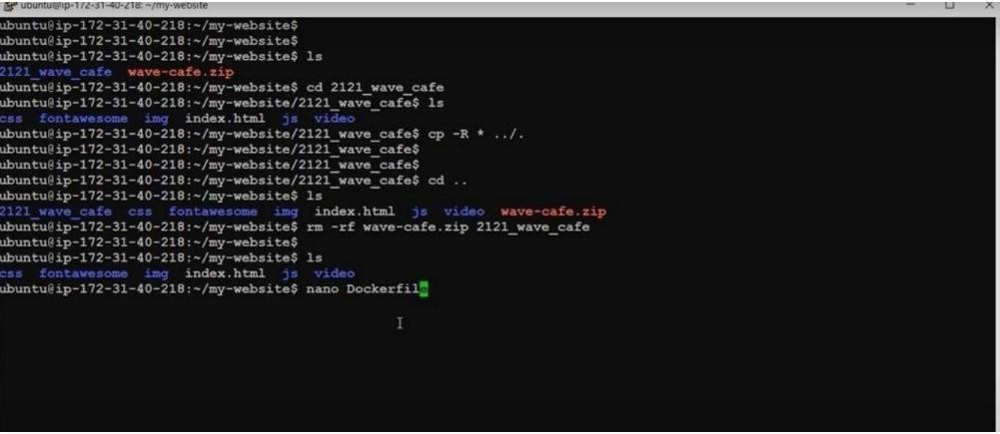 ubuntu@ip-172-31-40-218: ~/my-website
ubuntu@ip-172-31-40-218:~/my-website$
ubuntu@ip-172-31-40-218:~/my-website$
ubuntu@ip-172-31-40-218:~/my-website$ ls
2121_wave_cafe  wave-cafe.zip
ubuntu@ip-172-31-40-218:~/my-website$ cd 2121_wave_cafe
ubuntu@ip-172-31-40-218:~/my-website/2121_wave_cafe$ ls
css  fontawesome  img  index.html  js  video
ubuntu@ip-172-31-40-218:~/my-website/2121_wave_cafe$ cp -R * ../.
ubuntu@ip-172-31-40-218:~/my-website/2121_wave_cafe$
ubuntu@ip-172-31-40-218:~/my-website/2121_wave_cafe$
ubuntu@ip-172-31-40-218:~/my-website/2121_wave_cafe$ cd ..
ubuntu@ip-172-31-40-218:~/my-website$ ls
2121_wave_cafe  css  fontawesome  img  index.html  js  video  wave-cafe.zip
ubuntu@ip-172-31-40-218:~/my-website$ rm -rf wave-cafe.zip 2121_wave_cafe
ubuntu@ip-172-31-40-218:~/my-website$
ubuntu@ip-172-31-40-218:~/my-website$ ls
css  fontawesome  img  index.html  js  video
ubuntu@ip-172-31-40-218:~/my-website$ nano Dockerfile